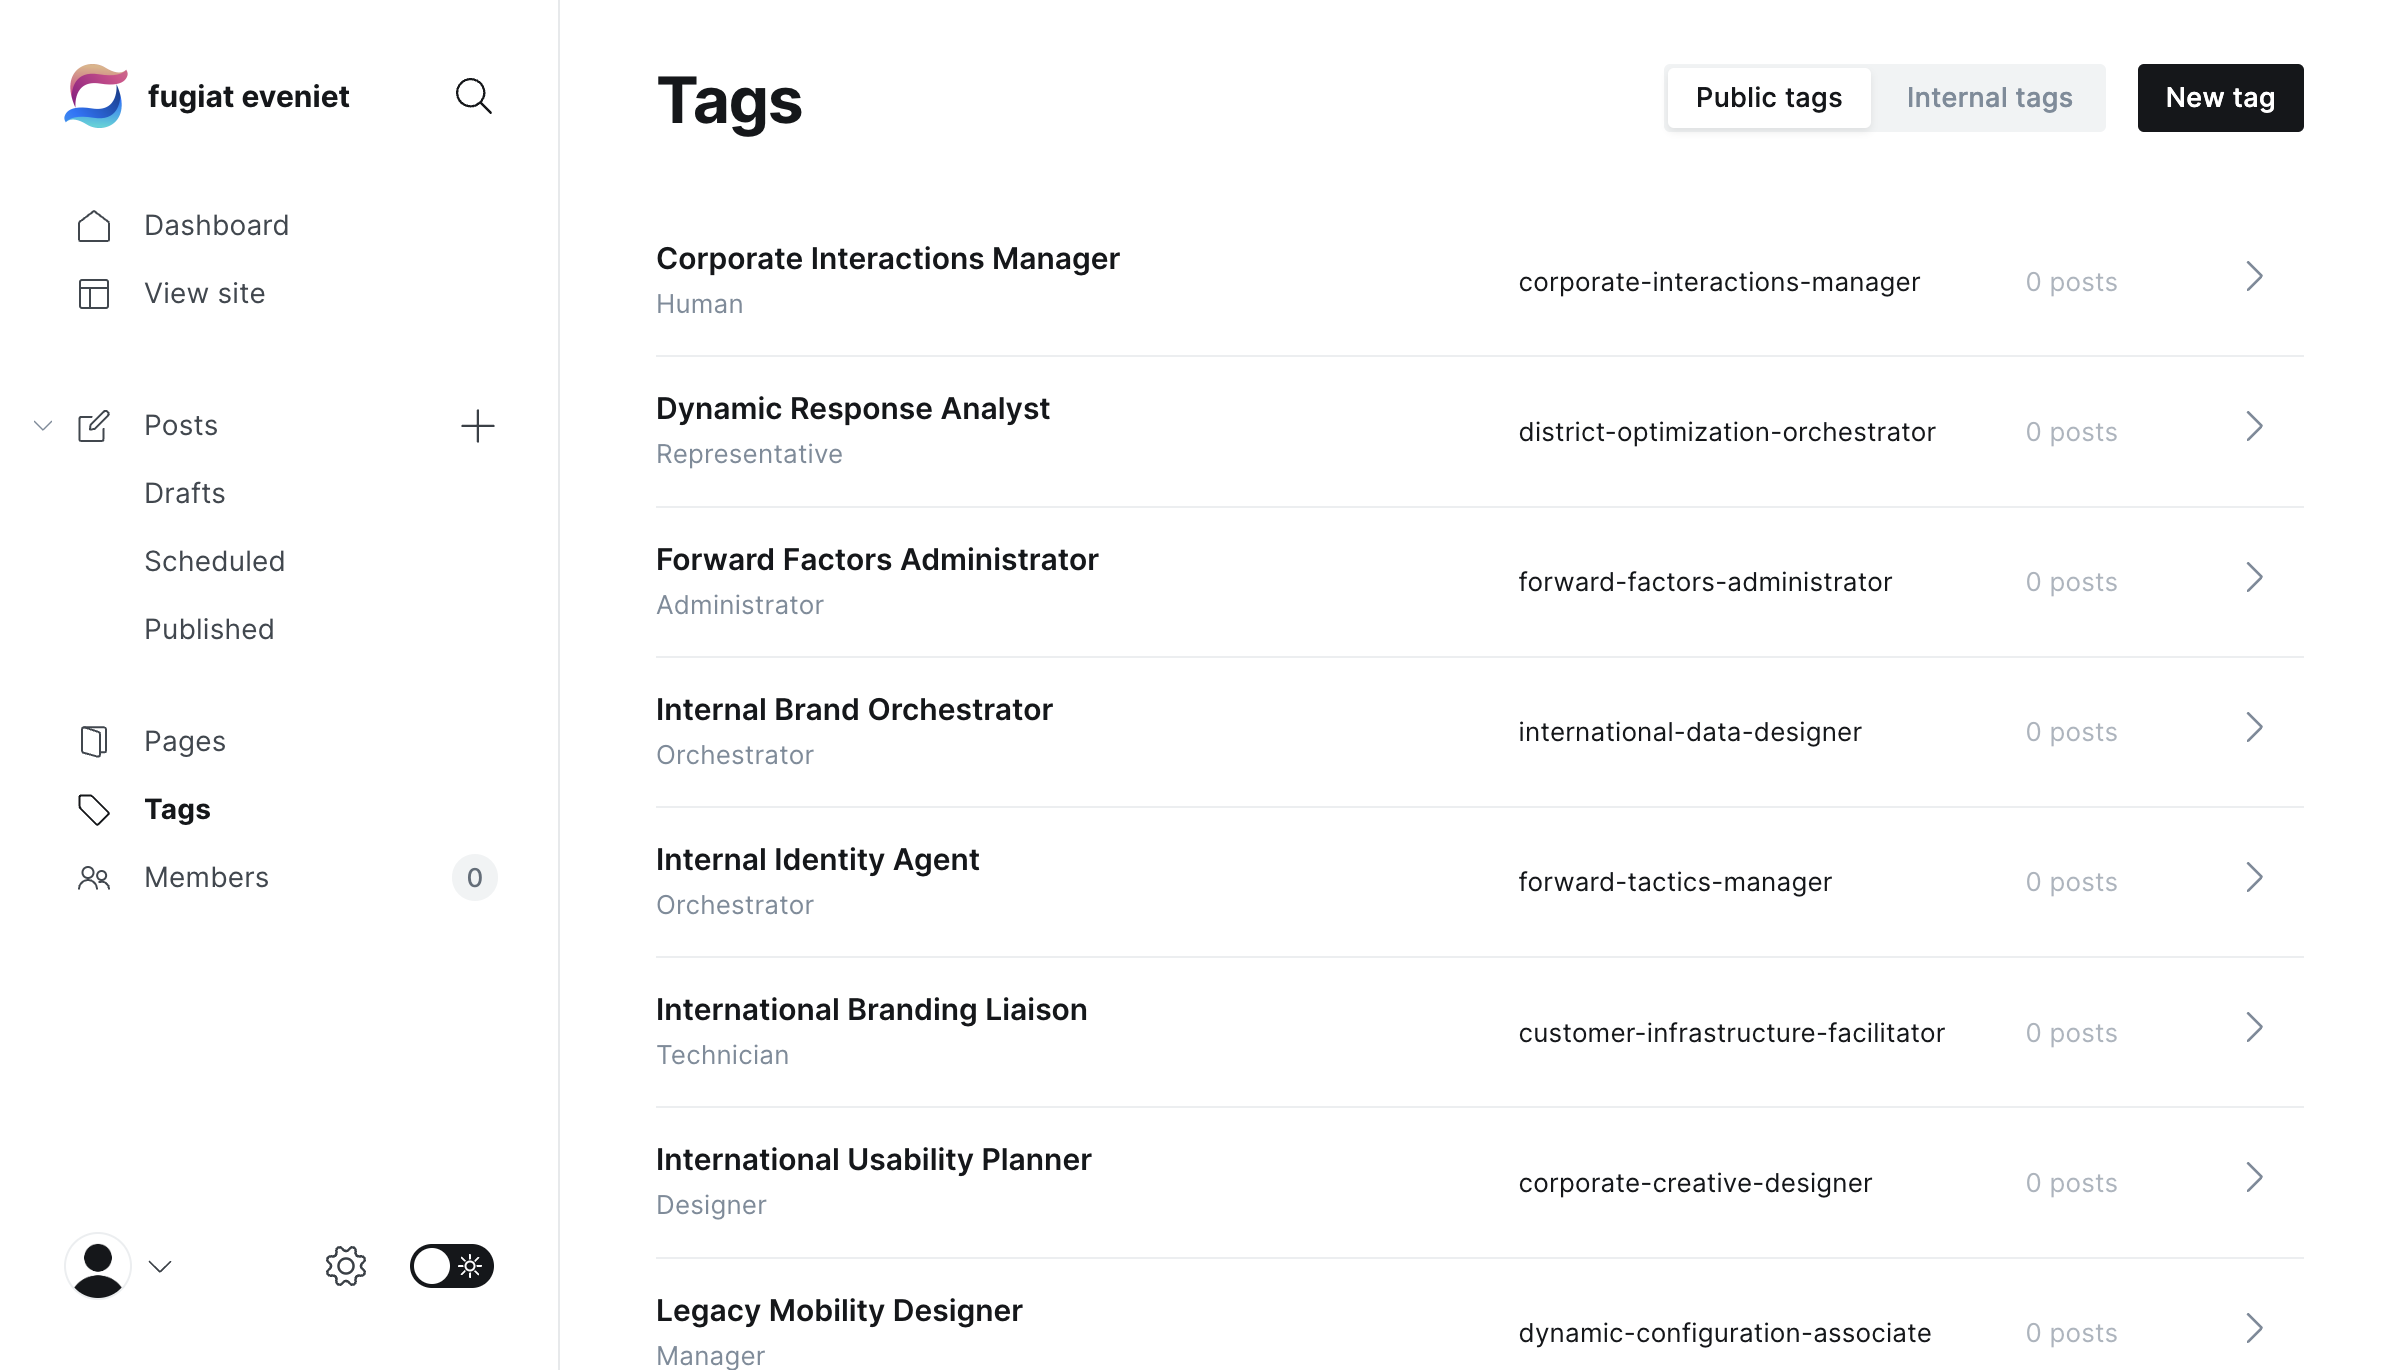 fugiat eveniet
Dashboard
View site
Posts
Drafts
Scheduled
Published
Pages
Tags
Members 0
Tags
Public tags Internal tags New tag
Corporate Interactions Manager
Human
corporate-interactions-manager 0 posts
Dynamic Response Analyst
Representative
district-optimization-orchestrator 0 posts
Forward Factors Administrator
Administrator
forward-factors-administrator 0 posts
Internal Brand Orchestrator
Orchestrator
international-data-designer 0 posts
Internal Identity Agent
Orchestrator
forward-tactics-manager 0 posts
International Branding Liaison
Technician
customer-infrastructure-facilitator 0 posts
International Usability Planner
Designer
corporate-creative-designer 0 posts
Legacy Mobility Designer
Manager
dynamic-configuration-associate 0 posts